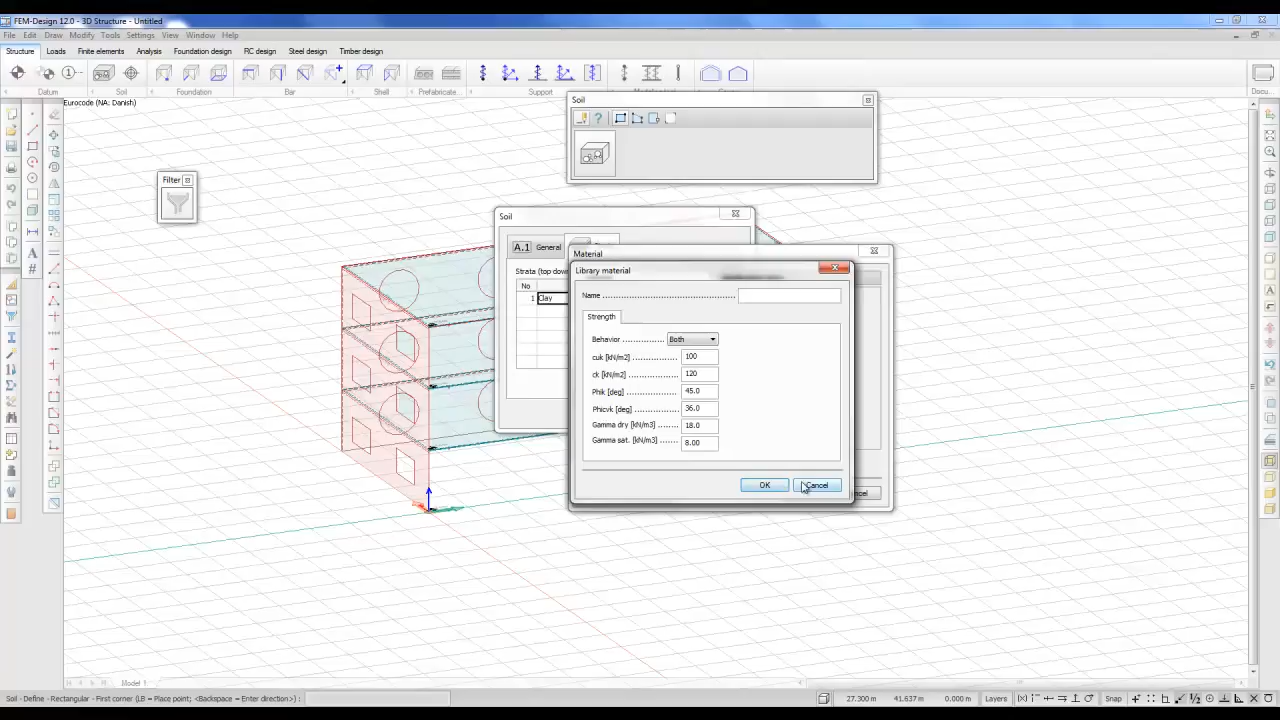 FEM-Design 12.0 - 3D Structure - Untitled
File Edit Draw Modify Tools Settings View Window Help
Structure Loads Finite elements Analysis Foundation design RC design Steel design Timber design
Datum Soil Foundation Bar Shell Prefabricate.. Support Docu...
Eurocode (NA: Danish)
Soil
Filter
Soil
A.1 General
Strata (top down
No
1 Clay
Material
Library material
Name
Strength
Behavior Both
cuk [kN/m2] 100
ck [kN/m2] 120
Phik [deg] 45.0
Phicvk [deg] 36.0
Gamma dry [kN/m3] 18.0
Gamma sat. [kN/m3] 8.00
OK Cancel
Model 1
Soil - Define - Rectangular - First corner (LB = Place point; <Backspace = Enter direction>) :
27.300 m 41.637 m 0.000 m Layers Snap